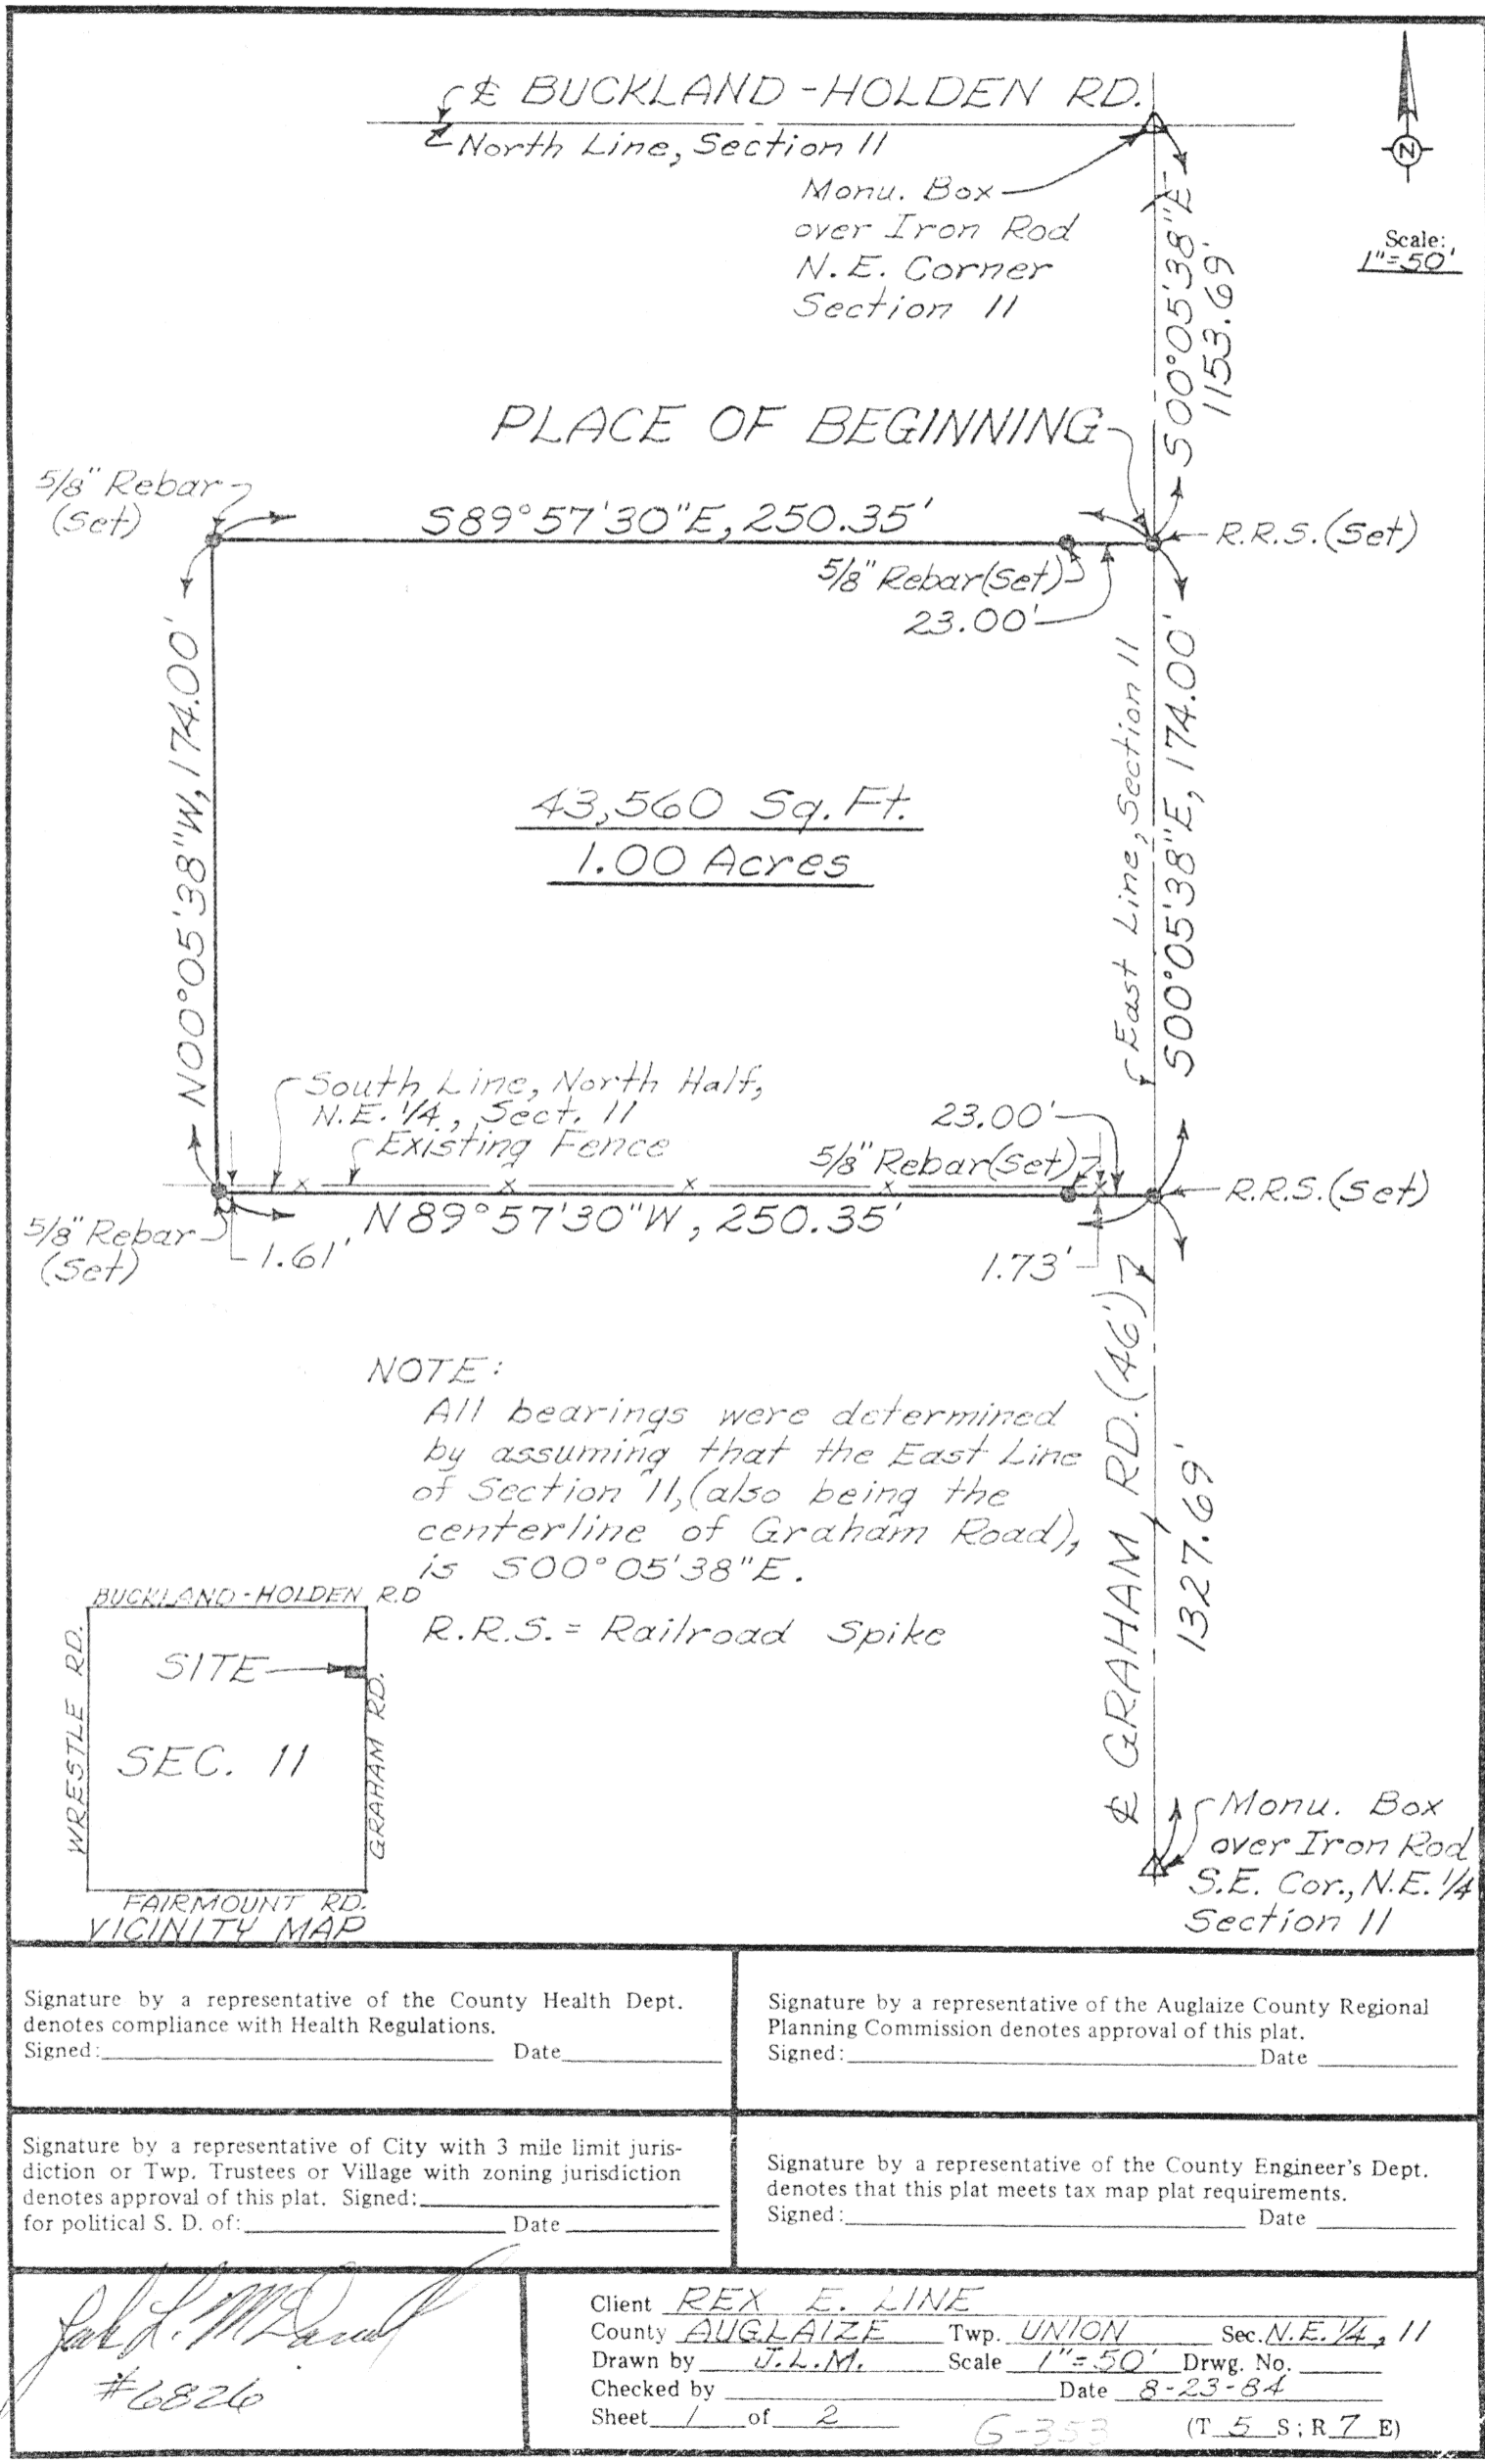 ℄ BUCKLAND-HOLDEN RD.
North Line, Section 11
Monu. Box
over Iron Rod
N.E. Corner
Section 11
N
Scale:
1"=50'
S00°05'38"E
1153.69'
PLACE OF BEGINNING
5/8" Rebar
(Set)
S89°57'30"E, 250.35'
R.R.S. (Set)
5/8" Rebar (Set)
23.00'
N00°05'38"W, 174.00'
East Line, Section 11
S00°05'38"E, 174.00'
43,560 Sq. Ft.
1.00 Acres
South Line, North Half,
N.E. 1/4, Sect. 11
Existing Fence
23.00'
5/8" Rebar (Set)
R.R.S. (Set)
N89°57'30"W, 250.35'
5/8" Rebar
(Set)
1.61'
1.73'
℄ GRAHAM RD. (46')
1327.69'
NOTE:
All bearings were determined
by assuming that the East Line
of Section 11, (also being the
centerline of Graham Road),
is S00°05'38"E.
R.R.S. = Railroad Spike
BUCKLAND-HOLDEN R.D
WRESTLE RD.
SITE
SEC. 11
GRAHAM RD.
FAIRMOUNT RD.
VICINITY MAP
Monu. Box
over Iron Rod
S.E. Cor., N.E. 1/4
Section 11
Signature by a representative of the County Health Dept.
denotes compliance with Health Regulations.
Signed: Date
Signature by a representative of the Auglaize County Regional
Planning Commission denotes approval of this plat.
Signed: Date
Signature by a representative of City with 3 mile limit juris-
diction or Twp. Trustees or Village with zoning jurisdiction
denotes approval of this plat. Signed:
for political S. D. of: Date
Signature by a representative of the County Engineer's Dept.
denotes that this plat meets tax map plat requirements.
Signed: Date
#6826
Client REX E. LINE
County AUGLAIZE Twp. UNION Sec. N.E. 1/4, 11
Drawn by J.L.M. Scale 1"=50' Drwg. No.
Checked by Date 8-23-84
Sheet 1 of 2
G-353
(T 5 S; R 7 E)